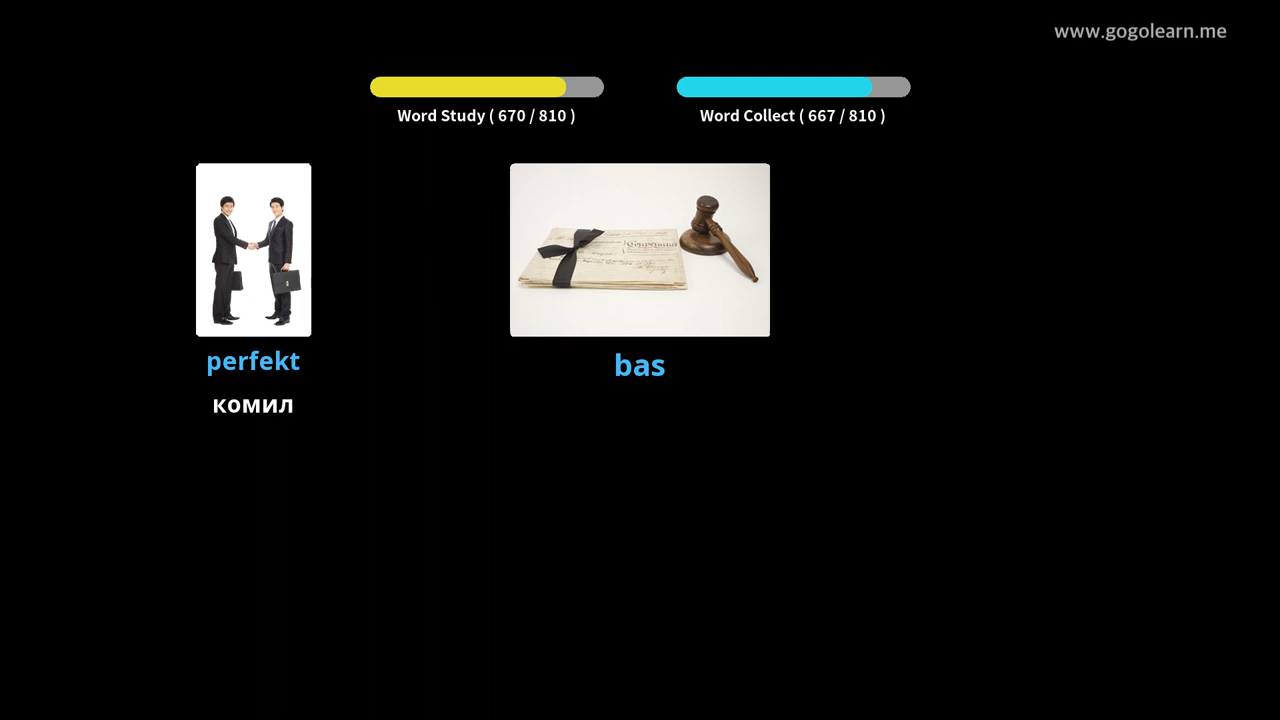 www.gogolearn.me
Word Study ( 670 / 810 )
Word Collect ( 667 / 810 )
perfekt
комил
bas